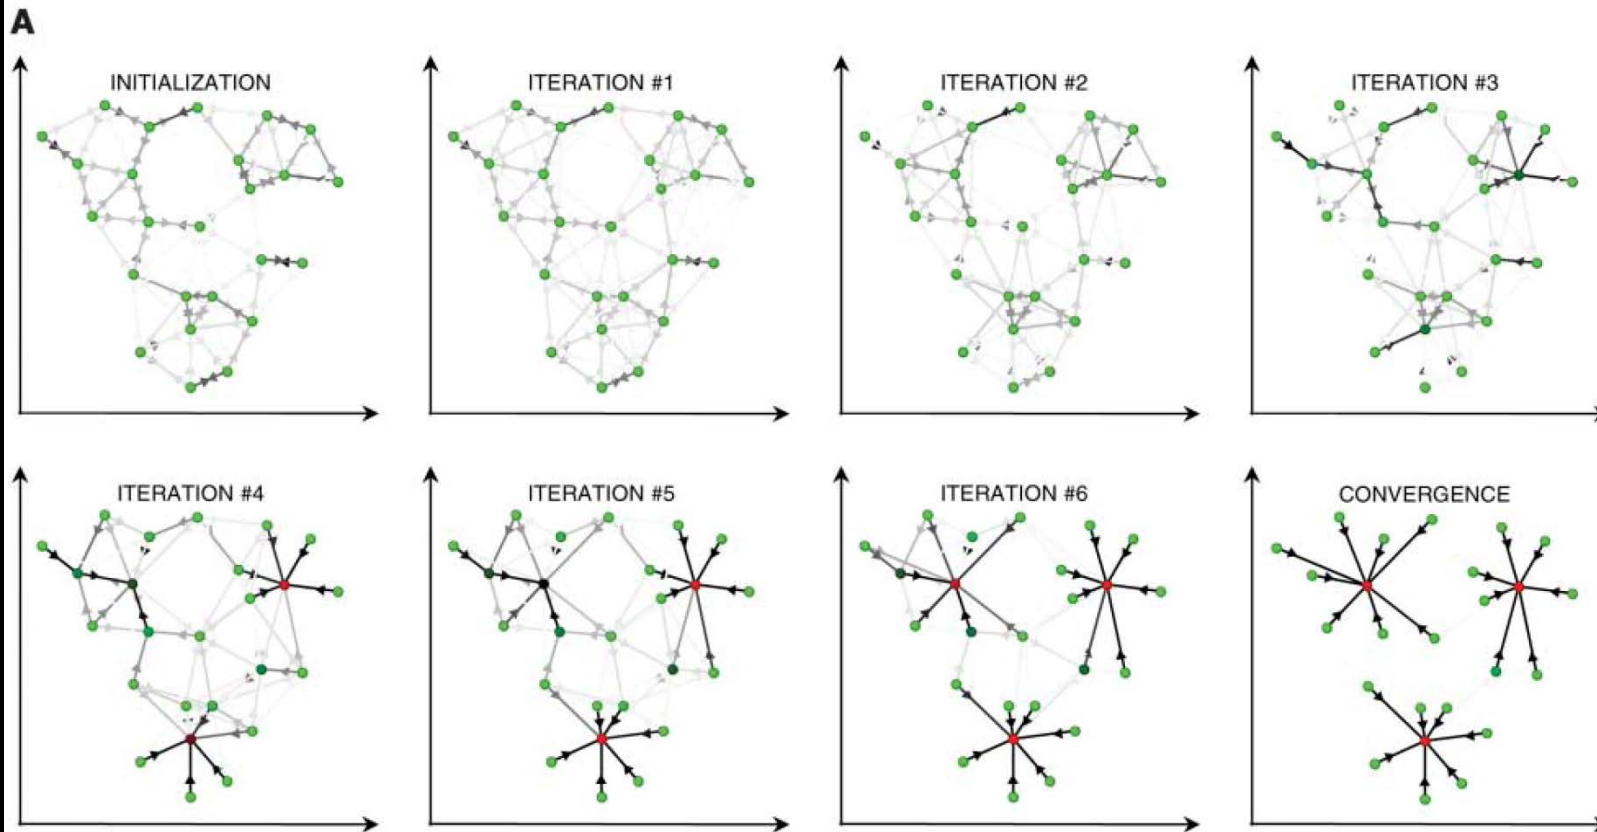 A
INITIALIZATION
ITERATION #1
ITERATION #2
ITERATION #3
ITERATION #4
ITERATION #5
ITERATION #6
CONVERGENCE